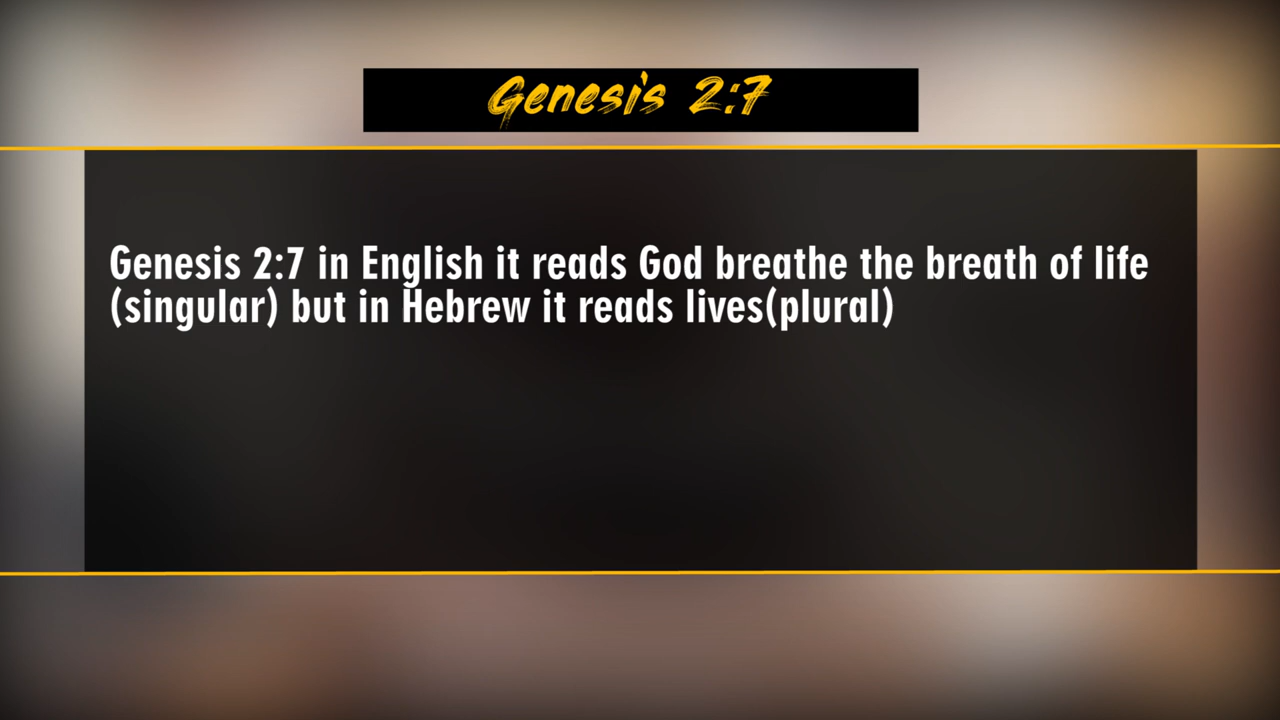 Genesis 2:7
Genesis 2:7 in English it reads God breathe the breath of life
(singular) but in Hebrew it reads lives(plural)